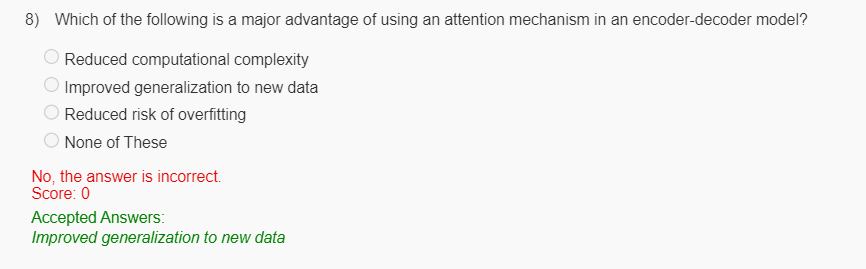 8) Which of the following is a major advantage of using an attention mechanism in an encoder-decoder model?
Reduced computational complexity
Improved generalization to new data
Reduced risk of overfitting
None of These
No, the answer is incorrect.
Score: 0
Accepted Answers:
Improved generalization to new data